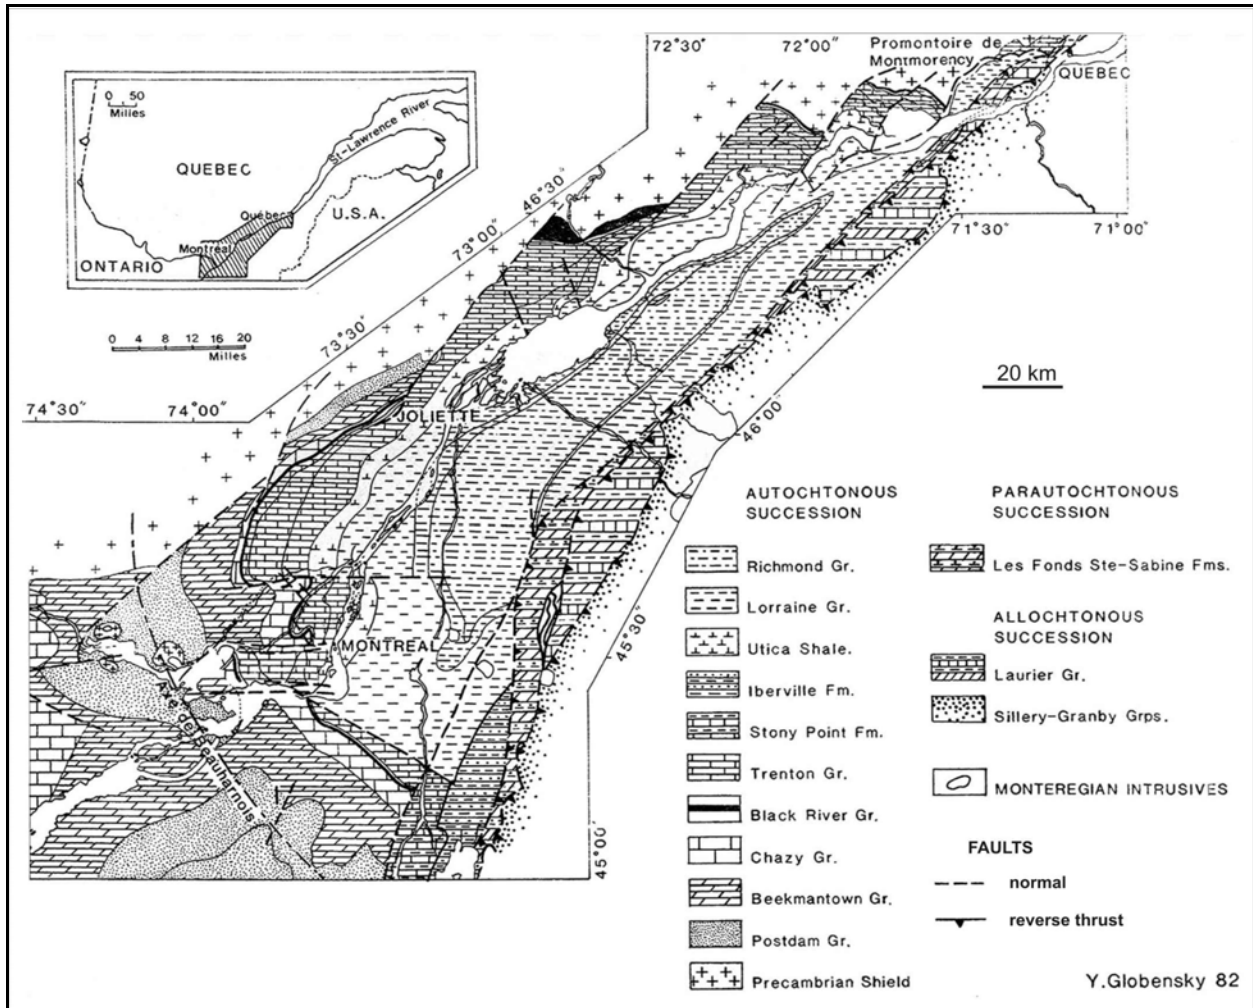 72°30"
72°00"
Promontoire de
Montmorency
QUEBEC
0 50
Milles
QUEBEC
St-Lawrence River
Québec
U.S.A.
Montreal
ONTARIO
46°30"
73°00"
71°30"
71°00"
0 4 8 12 16 20
Milles
73°30"
20 km
74°30"
74°00"
JOLIETTE
46°00"
MONTREAL
45°30"
Axe de Beauharnois
45°00"
AUTOCHTONOUS
SUCCESSION
Richmond Gr.
Lorraine Gr.
Utica Shale.
Iberville Fm.
Stony Point Fm.
Trenton Gr.
Black River Gr.
Chazy Gr.
Beekmantown Gr.
Postdam Gr.
Precambrian Shield
PARAUTOCHTONOUS
SUCCESSION
Les Fonds Ste-Sabine Fms.
ALLOCHTONOUS
SUCCESSION
Laurier Gr.
Sillery-Granby Grps.
MONTEREGIAN INTRUSIVES
FAULTS
normal
reverse thrust
Y.Globensky 82